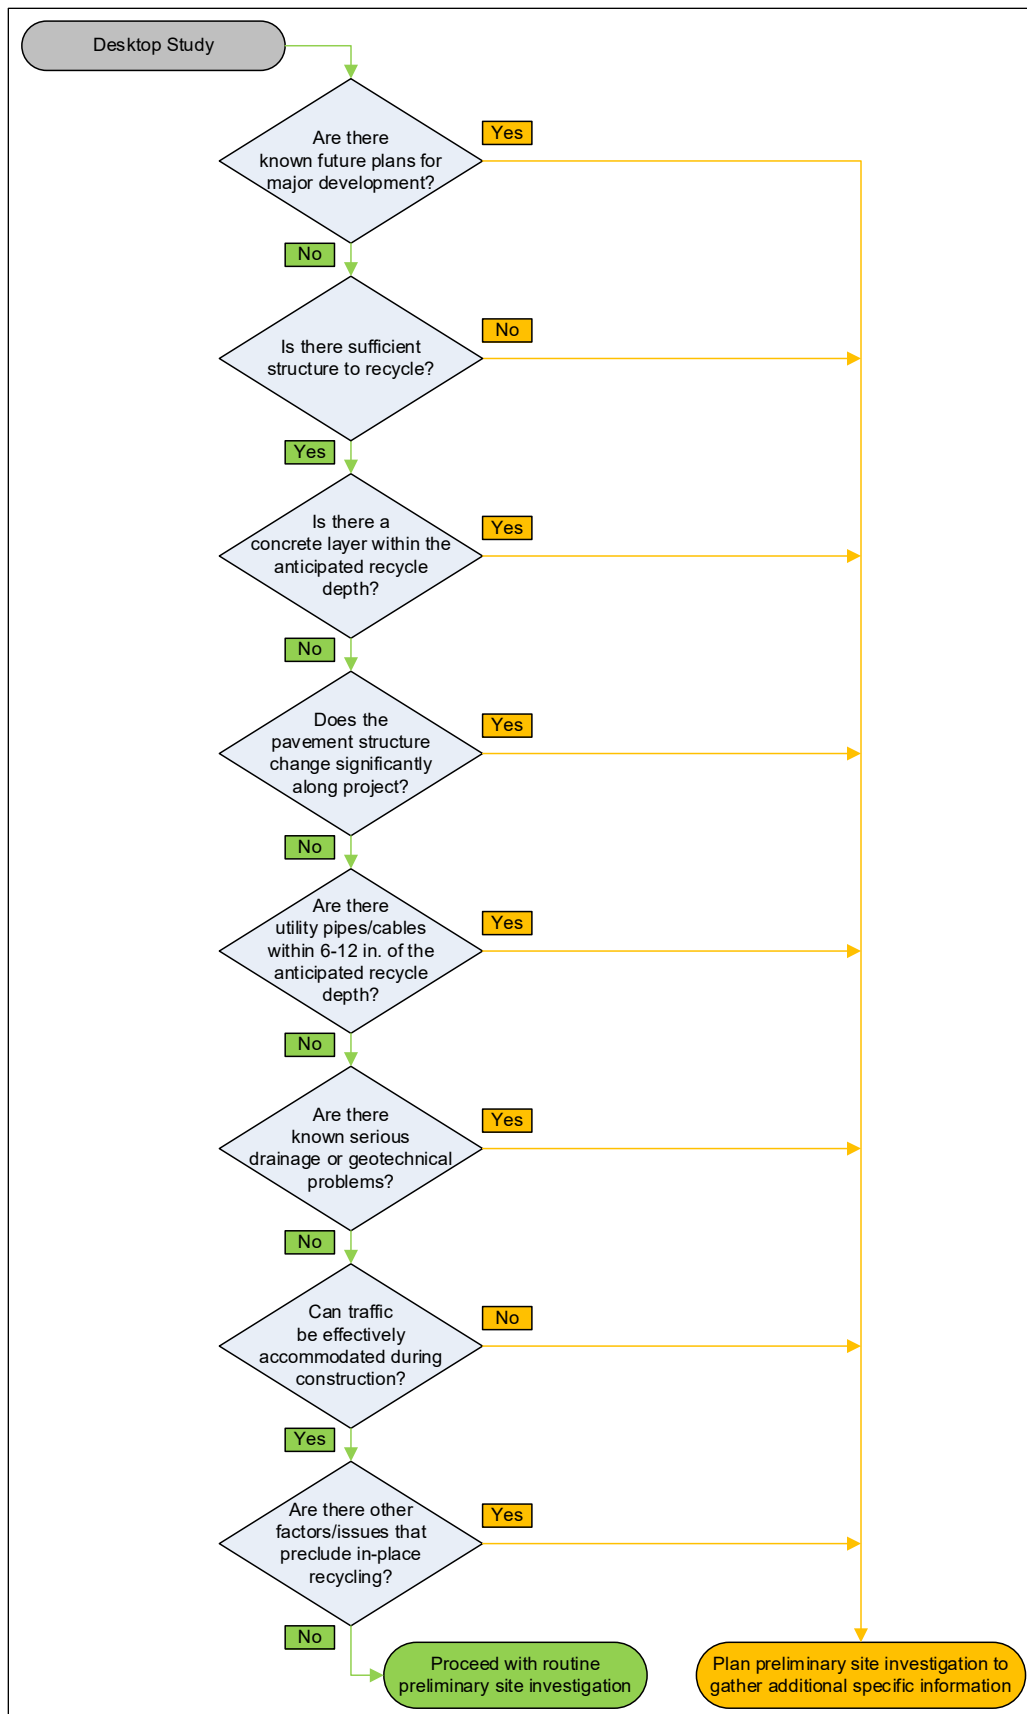 Desktop Study
Are there
known future plans for
major development?
Yes
No
Is there sufficient
structure to recycle?
No
Yes
Is there a
concrete layer within the
anticipated recycle
depth?
Yes
No
Does the
pavement structure
change significantly
along project?
Yes
No
Are there
utility pipes/cables
within 6-12 in. of the
anticipated recycle
depth?
Yes
No
Are there
known serious
drainage or geotechnical
problems?
Yes
No
Can traffic
be effectively
accommodated during
construction?
No
Yes
Are there other
factors/issues that
preclude in-place
recycling?
Yes
No
Proceed with routine
preliminary site investigation
Plan preliminary site investigation to
gather additional specific information